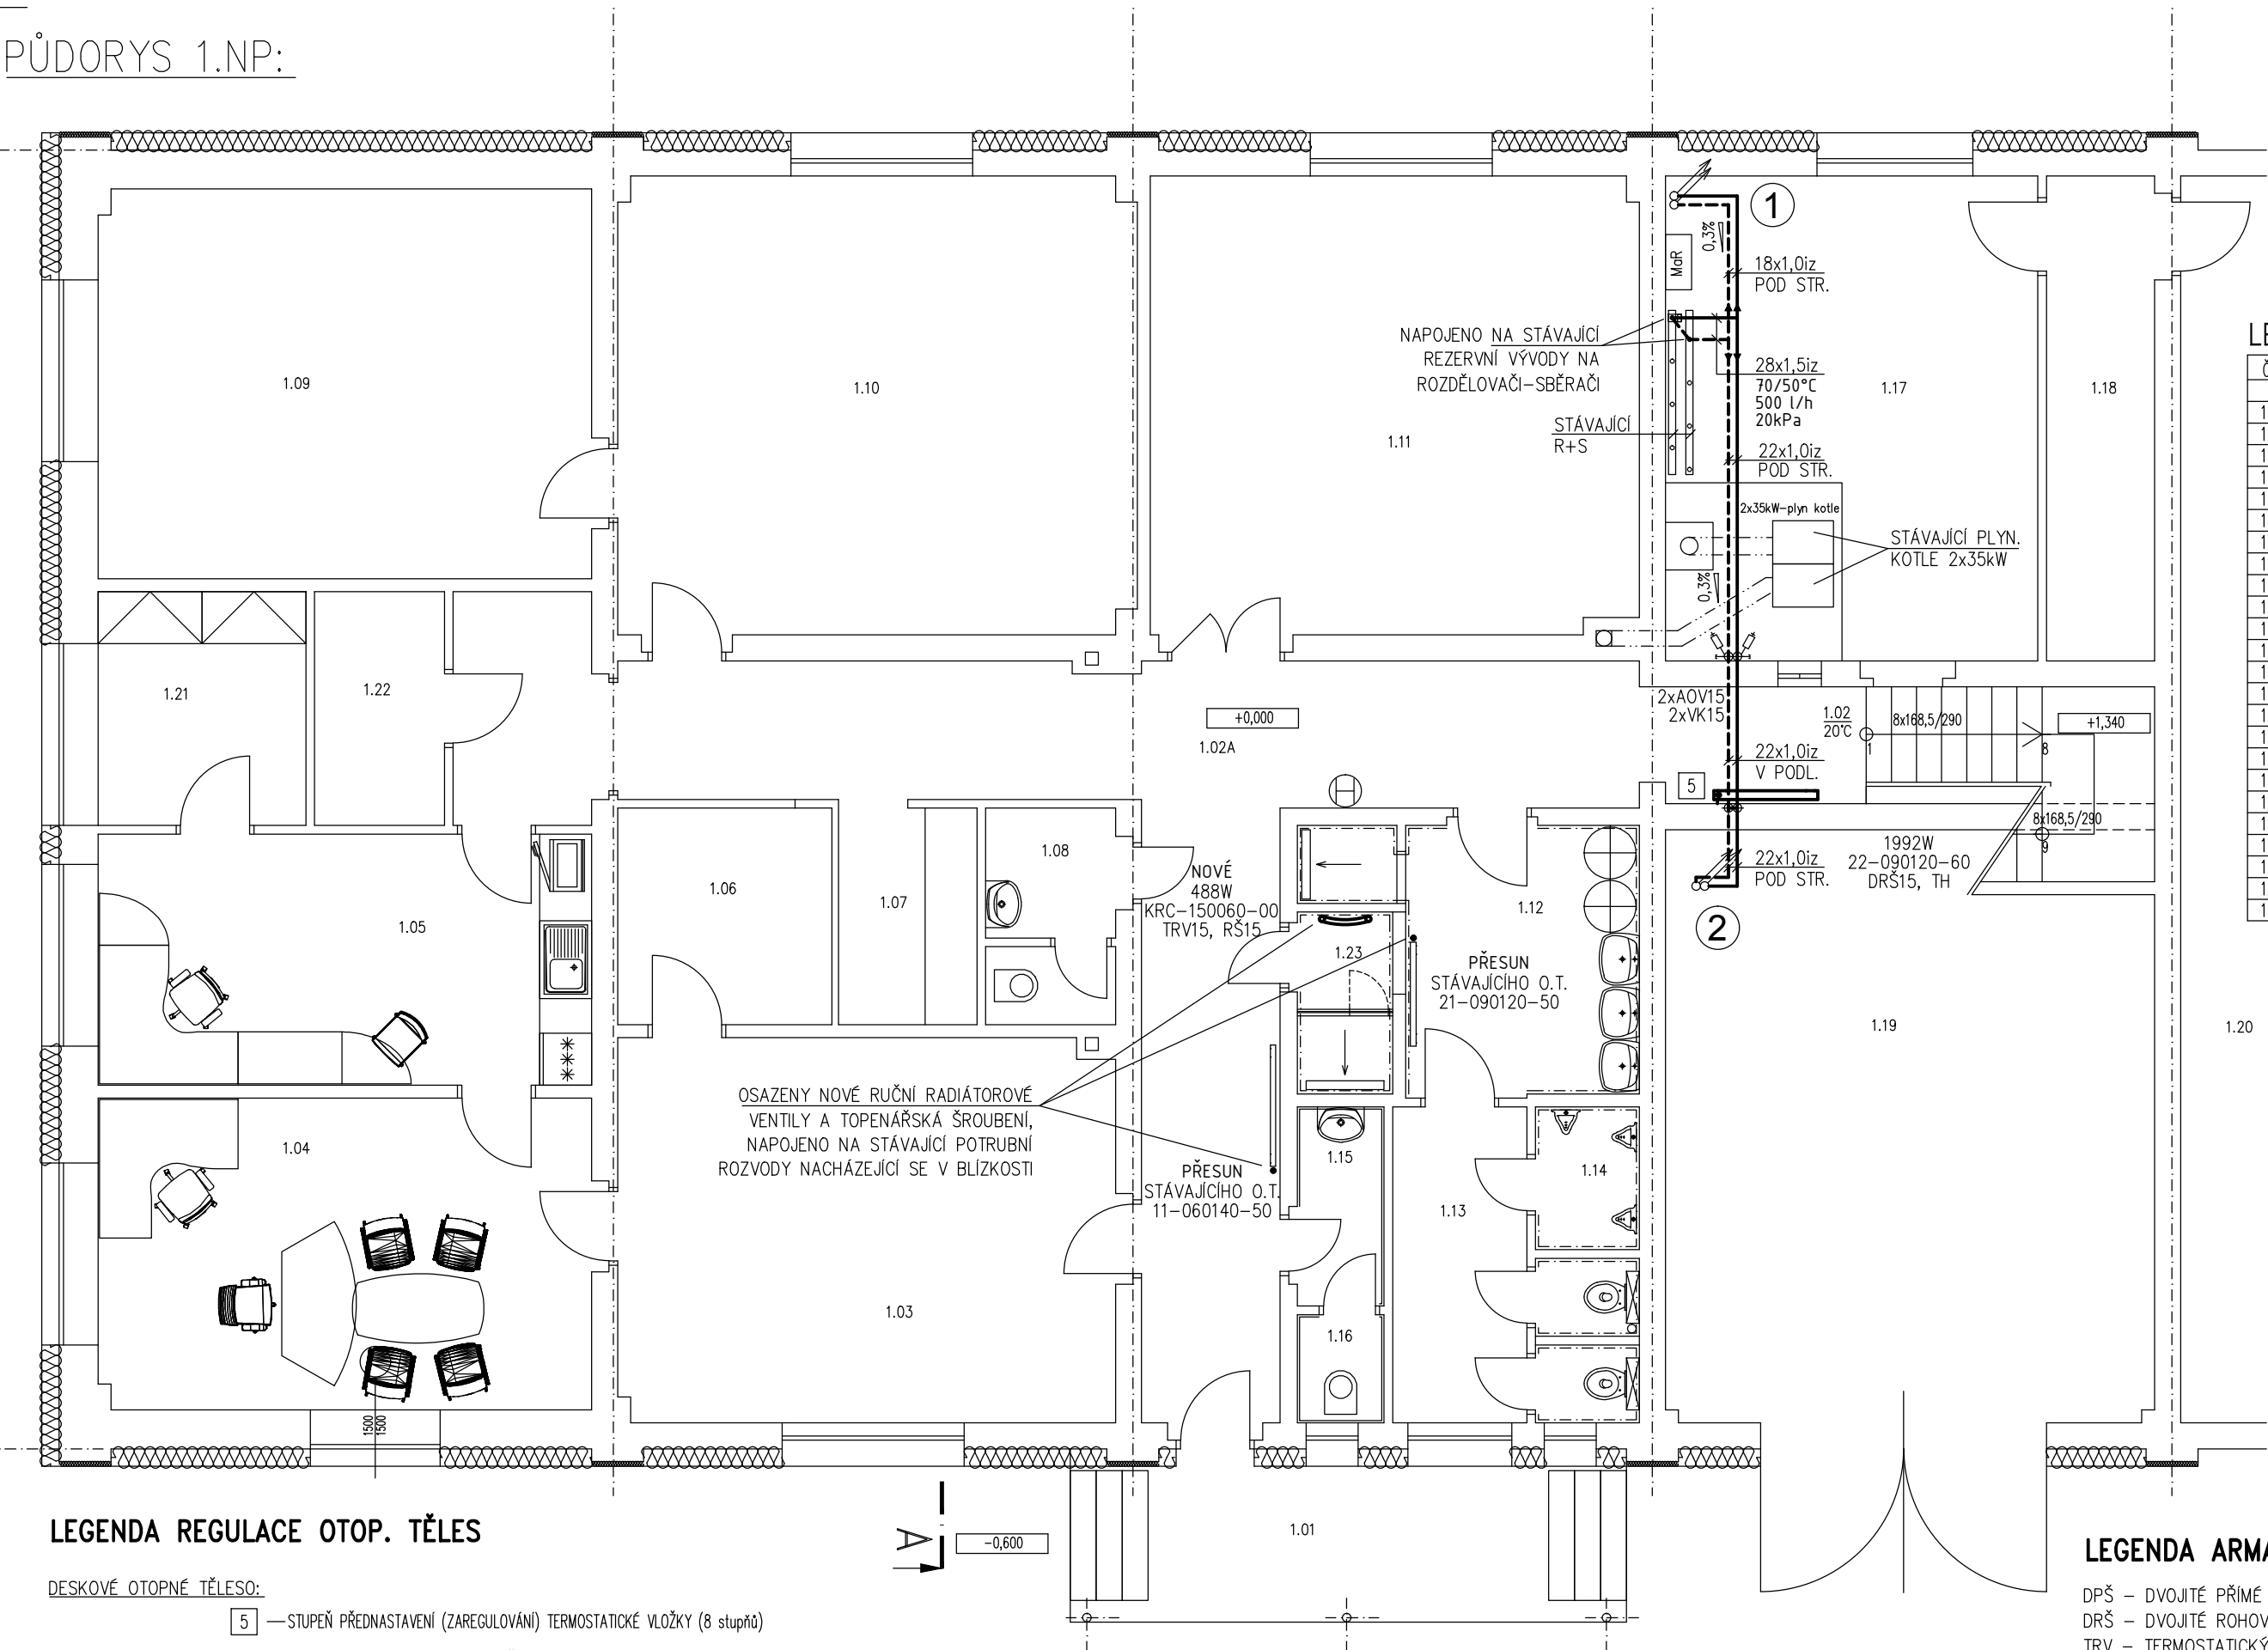 PŮDORYS 1.NP:
1
0,3%
MaR
18x1,0iz
POD STR.
NAPOJENO NA STÁVAJÍCÍ
REZERVNÍ VÝVODY NA
ROZDĚLOVAČI-SBĚRAČI
28x1,5iz
70/50°C
500 l/h
20kPa
1.09
1.10
1.11
1.17
1.18
STÁVAJÍCÍ
R+S
22x1,0iz
POD STR.
2x35kW-plyn kotle
STÁVAJÍCÍ PLYN.
KOTLE 2x35kW
0,3%
1.21
1.22
2xAOV15
2xVK15
+0,000
1.02A
1.02
20°C
8x168,5/290
+1,340
1
8
22x1,0iz
V PODL.
5
8x168,5/290
9
1992W
22-090120-60
DRŠ15, TH
22x1,0iz
POD STR.
2
1.05
1.06
1.07
1.08
NOVÉ
488W
KRC-150060-00
TRV15, RŠ15
1.23
1.12
PŘESUN
STÁVAJÍCÍHO O.T.
21-090120-50
1.19
1.20
OSAZENY NOVÉ RUČNÍ RADIÁTOROVÉ
VENTILY A TOPENÁŘSKÁ ŠROUBENÍ,
NAPOJENO NA STÁVAJÍCÍ POTRUBNÍ
ROZVODY NACHÁZEJÍCÍ SE V BLÍZKOSTI
1.04
1.15
1.14
PŘESUN
STÁVAJÍCÍHO O.T.
11-060140-50
1.13
1.03
1.16
1500
1500
LEGENDA REGULACE OTOP. TĚLES
A
-0,600
1.01
DESKOVÉ OTOPNÉ TĚLESO:
5 —STUPEŇ PŘEDNASTAVENÍ (ZAREGULOVÁNÍ) TERMOSTATICKÉ VLOŽKY (8 stupňů)
LEGENDA ARMA
DPŠ - DVOJITÉ PŘÍMÉ
DRŠ - DVOJITÉ ROHOV
TRV - TERMOSTATICKÝ